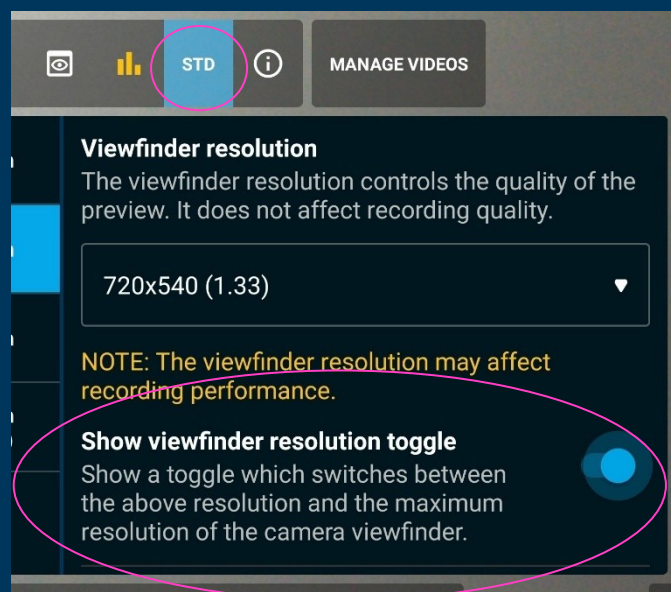 STD
MANAGE VIDEOS
Viewfinder resolution
The viewfinder resolution controls the quality of the
preview. It does not affect recording quality.
720x540 (1.33)
NOTE: The viewfinder resolution may affect
recording performance.
Show viewfinder resolution toggle
Show a toggle which switches between
the above resolution and the maximum
resolution of the camera viewfinder.